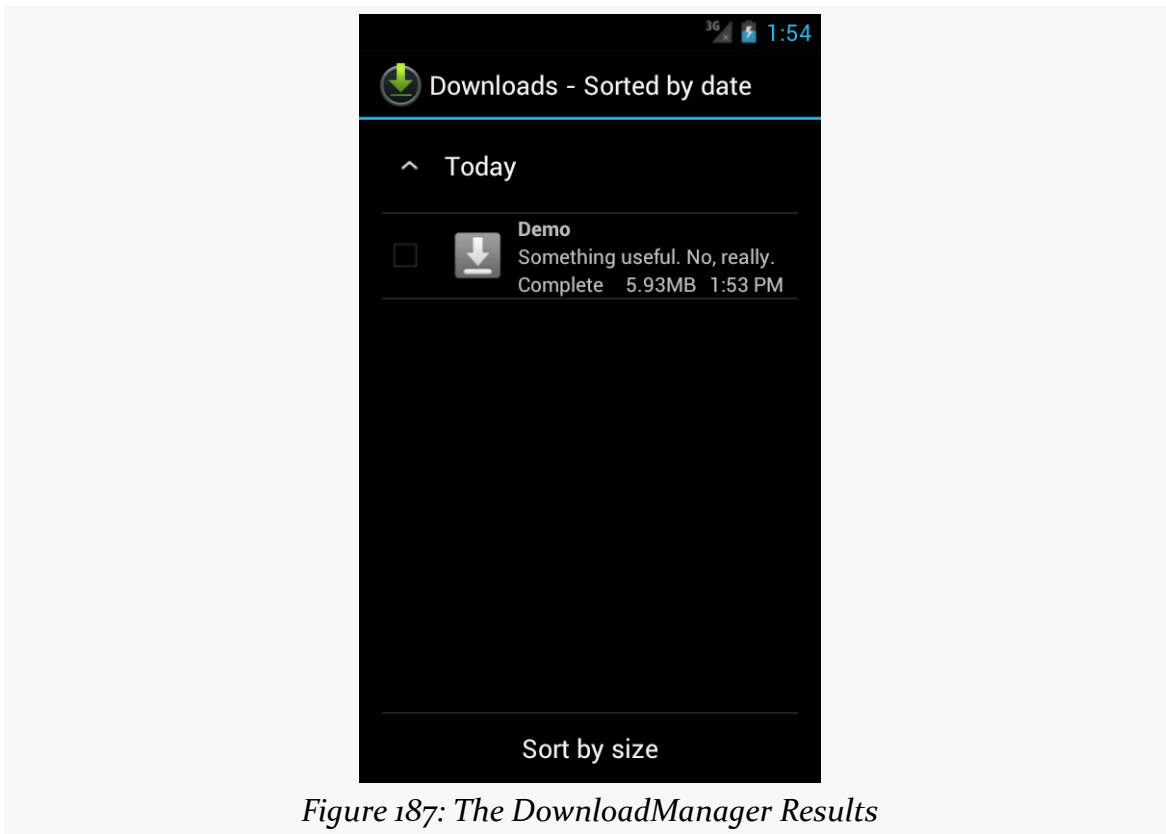 3G 1:54
Downloads - Sorted by date
Today
Demo
Something useful. No, really.
Complete 5.93MB 1:53 PM
Sort by size
Figure 187: The DownloadManager Results